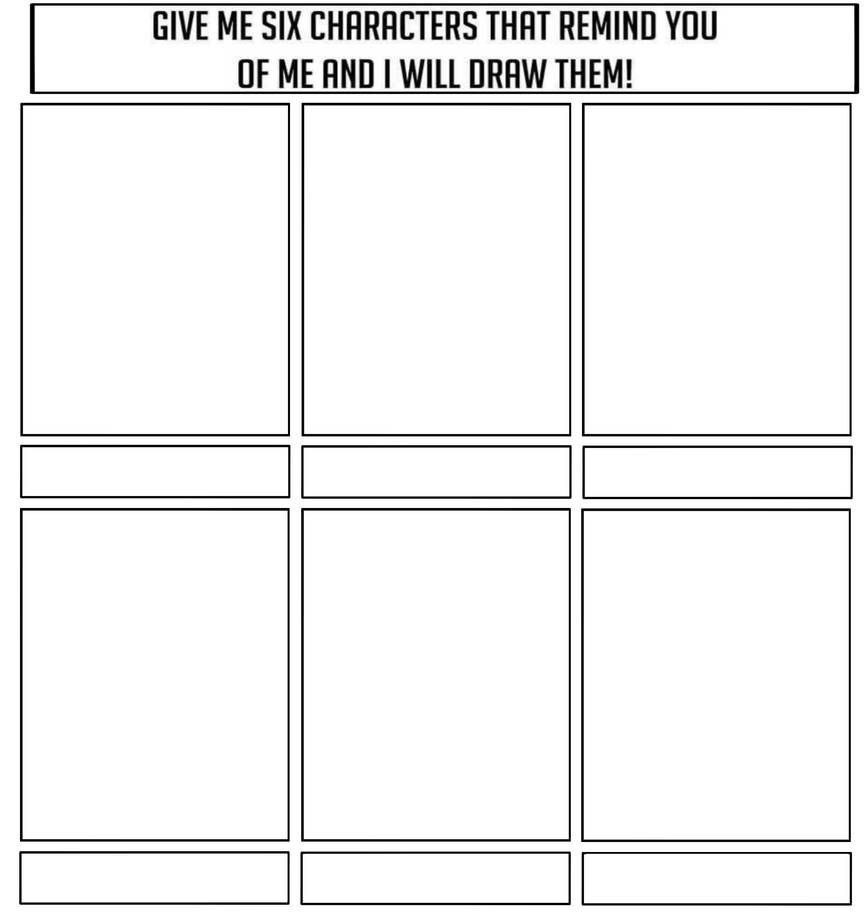 GIVE ME SIX CHARACTERS THAT REMIND YOU
OF ME AND I WILL DRAW THEM!